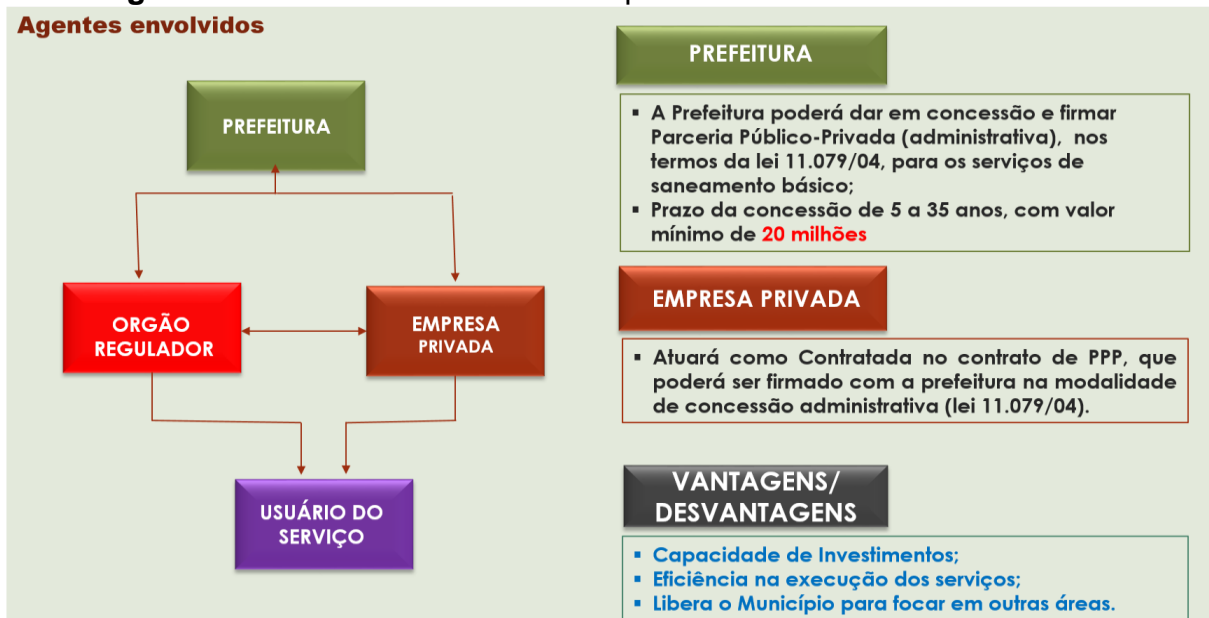 Agentes envolvidos
PREFEITURA
ORGÃO
REGULADOR
EMPRESA
PRIVADA
USUÁRIO DO
SERVIÇO
PREFEITURA
▪ A Prefeitura poderá dar em concessão e firmar
Parceria Público-Privada (administrativa), nos
termos da lei 11.079/04, para os serviços de
saneamento básico;
▪ Prazo da concessão de 5 a 35 anos, com valor
mínimo de 20 milhões
EMPRESA PRIVADA
▪ Atuará como Contratada no contrato de PPP, que
poderá ser firmado com a prefeitura na modalidade
de concessão administrativa (lei 11.079/04).
VANTAGENS/
DESVANTAGENS
▪ Capacidade de Investimentos;
▪ Eficiência na execução dos serviços;
▪ Libera o Município para focar em outras áreas.